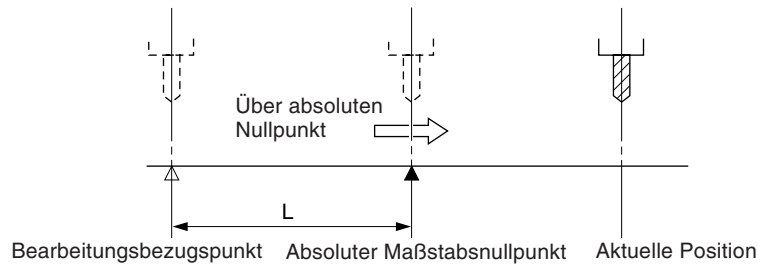 Über absoluten
Nullpunkt
L
Bearbeitungsbezugspunkt Absoluter Maßstabsnullpunkt Aktuelle Position